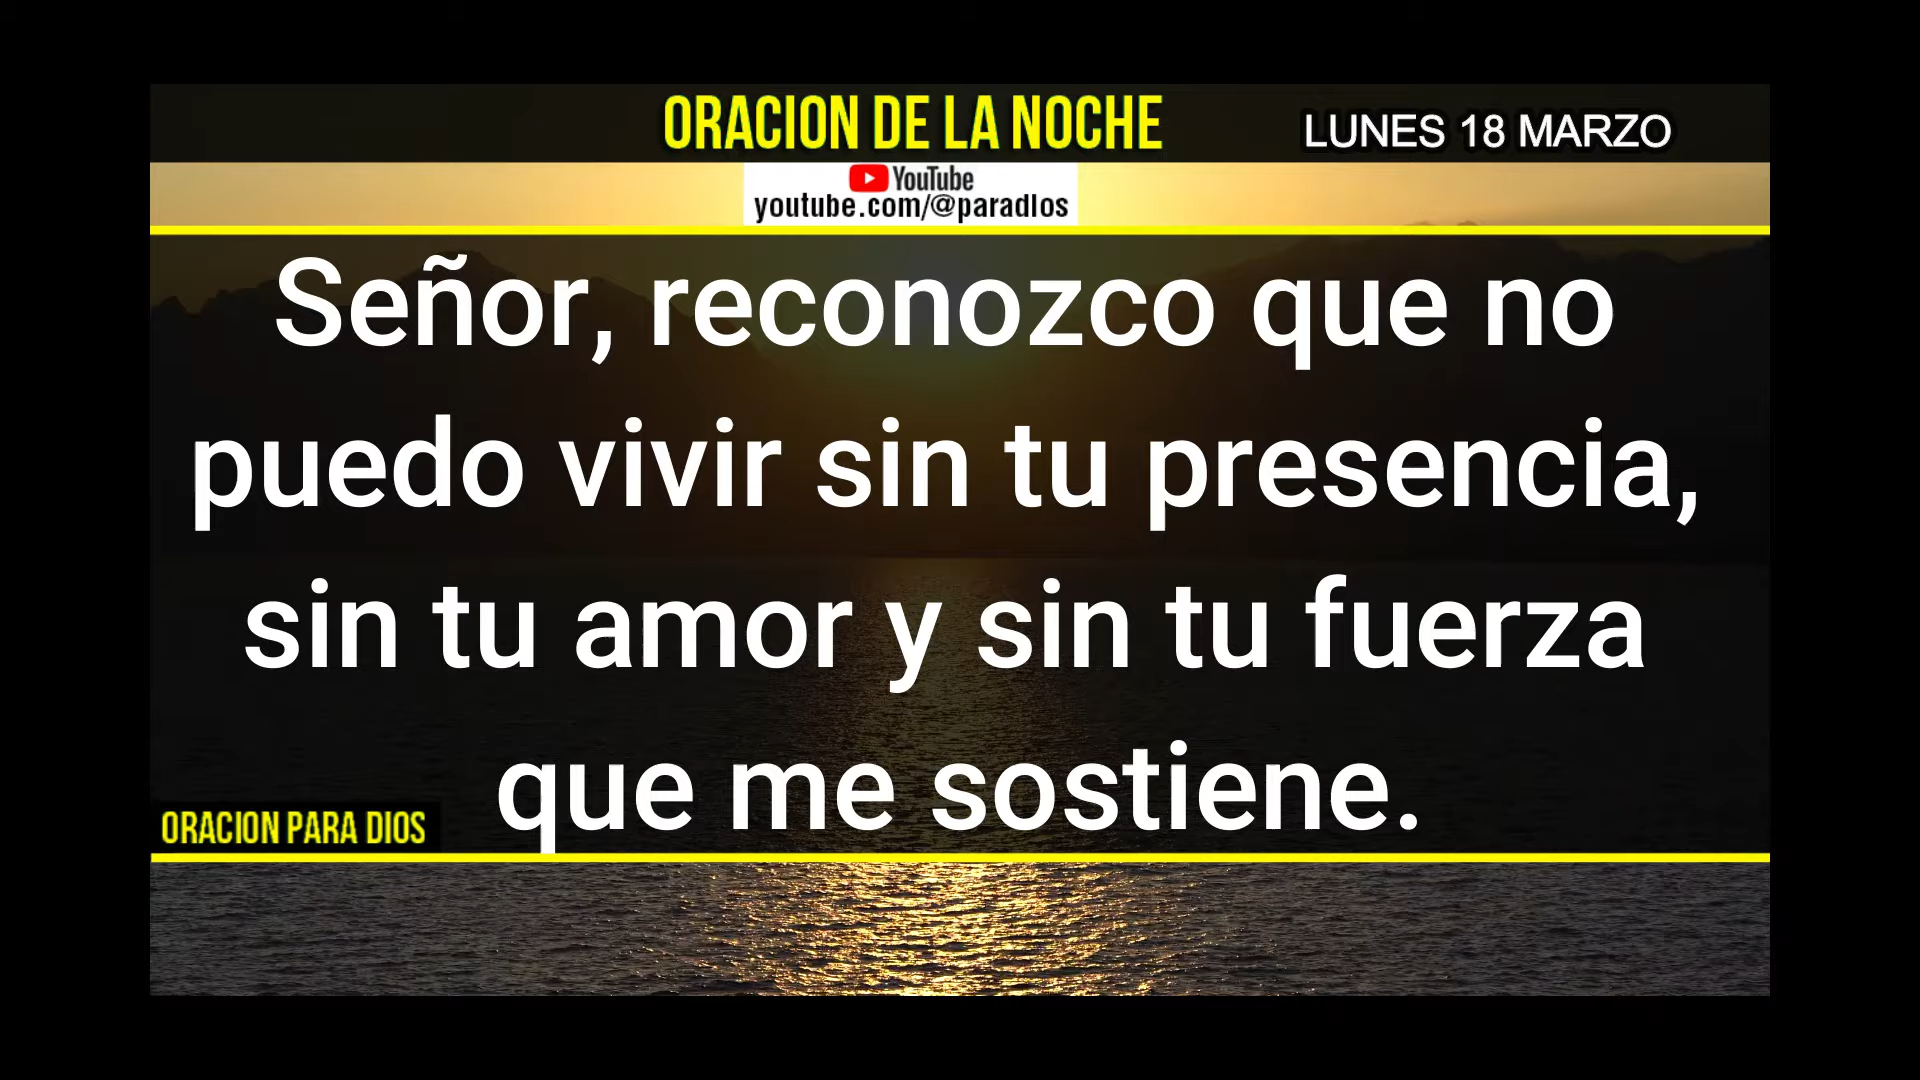 ORACION DE LA NOCHE
LUNES 18 MARZO
YouTube
youtube.com/@paradIos
Señor, reconozco que no
puedo vivir sin tu presencia,
sin tu amor y sin tu fuerza
que me sostiene.
ORACION PARA DIOS